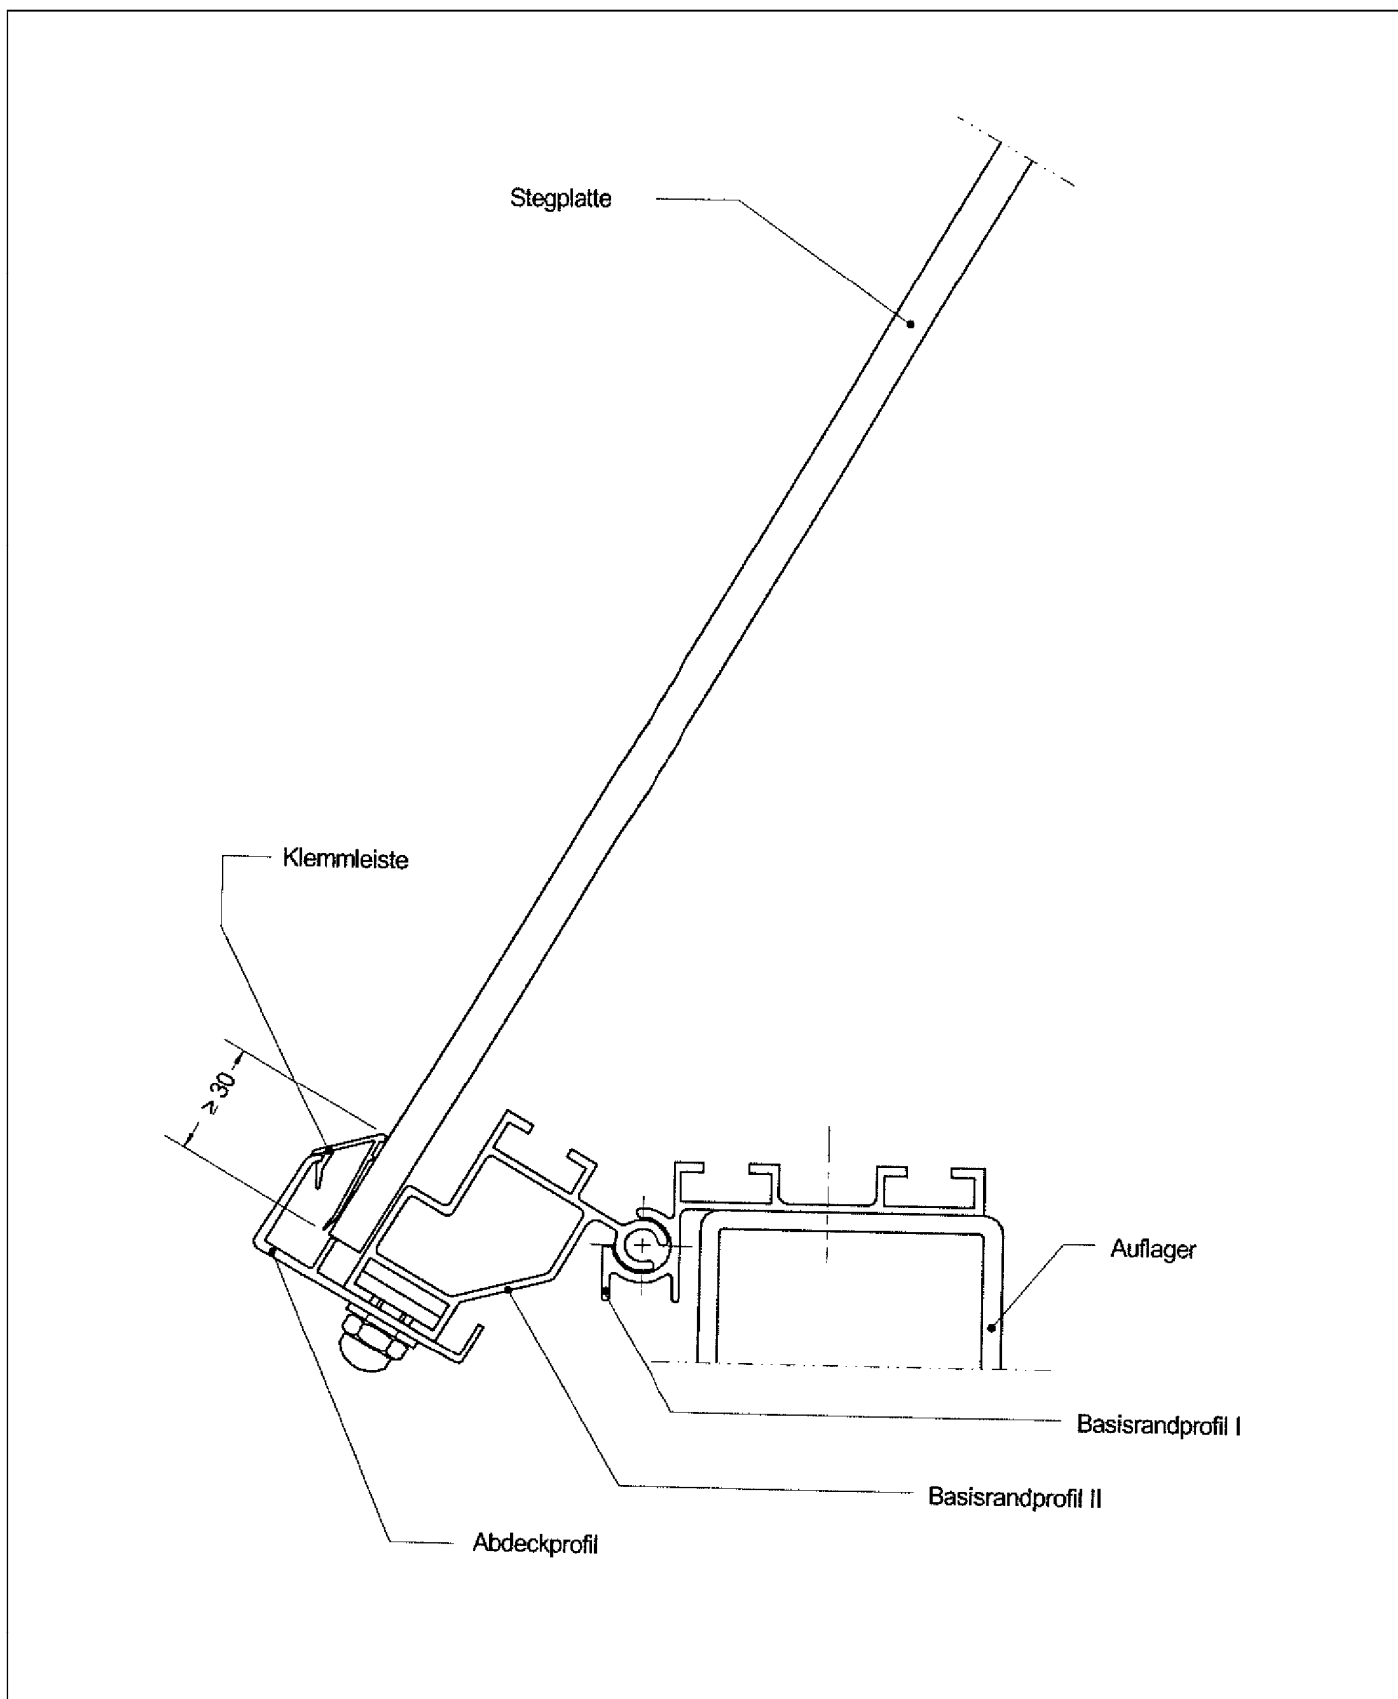 Stegplatte
Klemmleiste
≥ 30
Auflager
Basisrandprofil I
Basisrandprofil II
Abdeckprofil